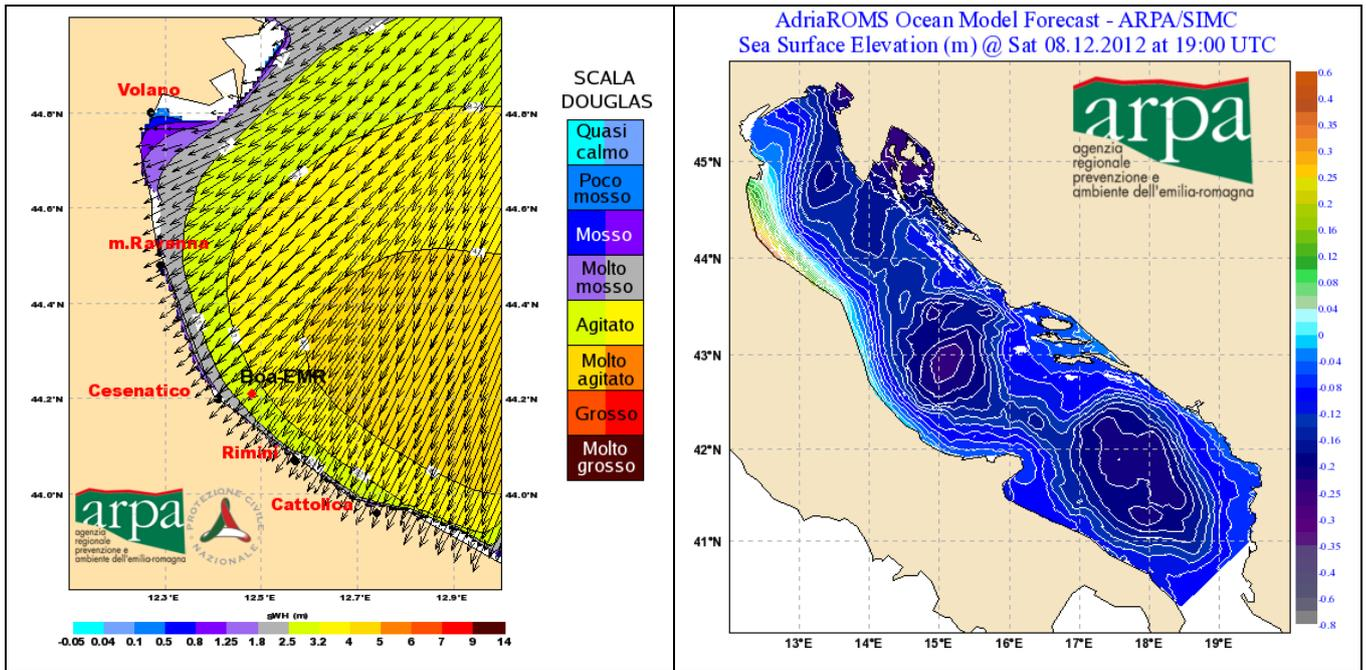 Volano
m.Ravenna
Cesenatico
Boa-EMR
Rimini
Cattolica
44.8°N
44.6°N
44.4°N
44.2°N
44.0°N
44.8°N
44.6°N
44.4°N
44.2°N
44.0°N
arpa
agenzia
regionale
prevenzione e
ambiente dell'emilia-romagna
PROTEZIONE CIVILE
NAZIONALE
12.3°E 12.5°E 12.7°E 12.9°E
sWH (m)
-0.05 0.04 0.1 0.5 0.8 1.25 1.8 2.5 3.2 4 5 6 7 9 14
SCALA
DOUGLAS
Quasi
calmo
Poco
mosso
Mosso
Molto
mosso
Agitato
Molto
agitato
Grosso
Molto
grosso
AdriaROMS Ocean Model Forecast - ARPA/SIMC
Sea Surface Elevation (m) @ Sat 08.12.2012 at 19:00 UTC
arpa
agenzia
regionale
prevenzione e
ambiente dell'emilia-romagna
45°N
44°N
43°N
42°N
41°N
13°E 14°E 15°E 16°E 17°E 18°E 19°E
0.6
0.4
0.35
0.3
0.25
0.2
0.16
0.12
0.08
0.04
0
-0.04
-0.08
-0.12
-0.16
-0.2
-0.25
-0.3
-0.35
-0.4
-0.6
-0.8